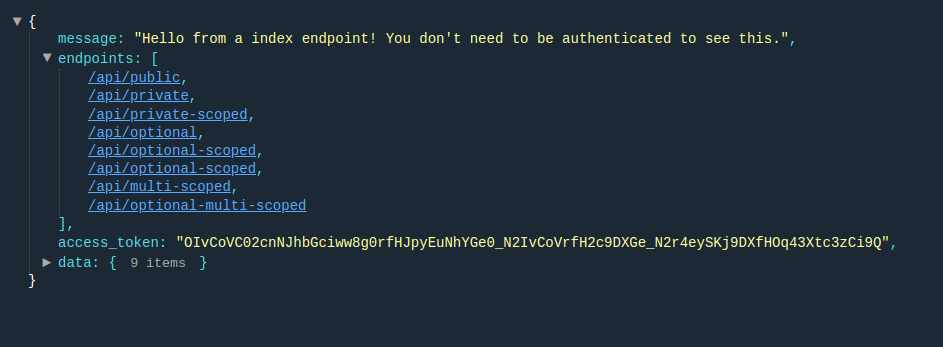 ▼ {
message: "Hello from a index endpoint! You don't need to be authenticated to see this.",
▼ endpoints: [
/api/public,
/api/private,
/api/private-scoped,
/api/optional,
/api/optional-scoped,
/api/optional-scoped,
/api/multi-scoped,
/api/optional-multi-scoped
],
access_token: "OIvCoVC02cnNJhbGciww8g0rfHJpyEuNhYGe0_N2IvCoVrfH2c9DXGe_N2r4eySKj9DXfHOq43Xtc3zCi9Q",
▶ data: { 9 items }
}